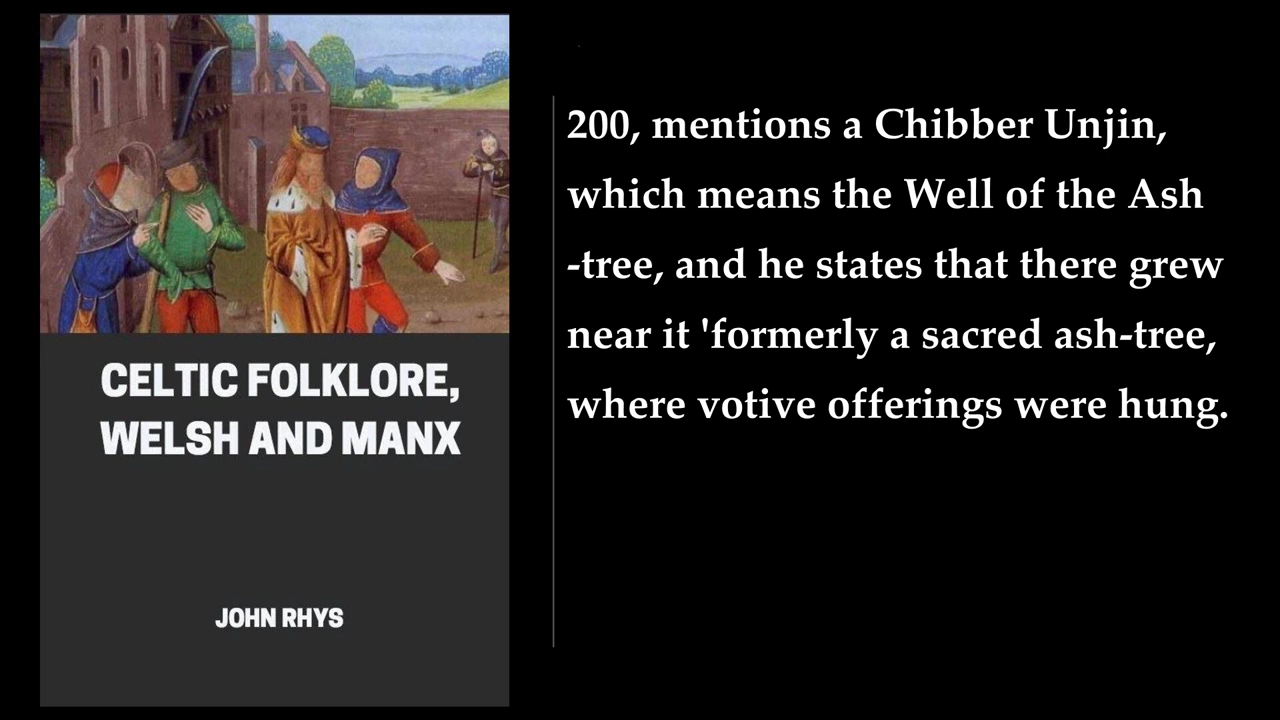 CELTIC FOLKLORE,
WELSH AND MANX
JOHN RHYS
200, mentions a Chibber Unjin,
which means the Well of the Ash
-tree, and he states that there grew
near it 'formerly a sacred ash-tree,
where votive offerings were hung.